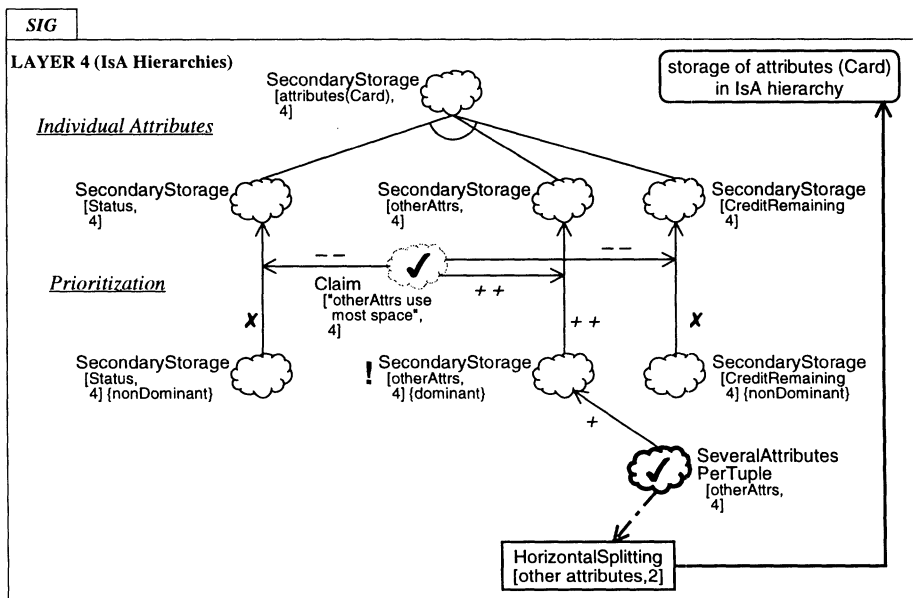 SIG
LAYER 4 (IsA Hierarchies)
SecondaryStorage
[attributes(Card),
4]
storage of attributes (Card)
in IsA hierarchy
Individual Attributes
SecondaryStorage
[Status,
4]
SecondaryStorage
[otherAttrs,
4]
SecondaryStorage
[CreditRemaining
4]
– –
– –
Prioritization
Claim
["otherAttrs use
most space",
4]
+ +
✗
+ +
✗
SecondaryStorage
[Status,
4] {nonDominant}
!
SecondaryStorage
[otherAttrs,
4] {dominant}
SecondaryStorage
[CreditRemaining
4] {nonDominant}
+
SeveralAttributes
PerTuple
[otherAttrs,
4]
HorizontalSplitting
[other attributes,2]